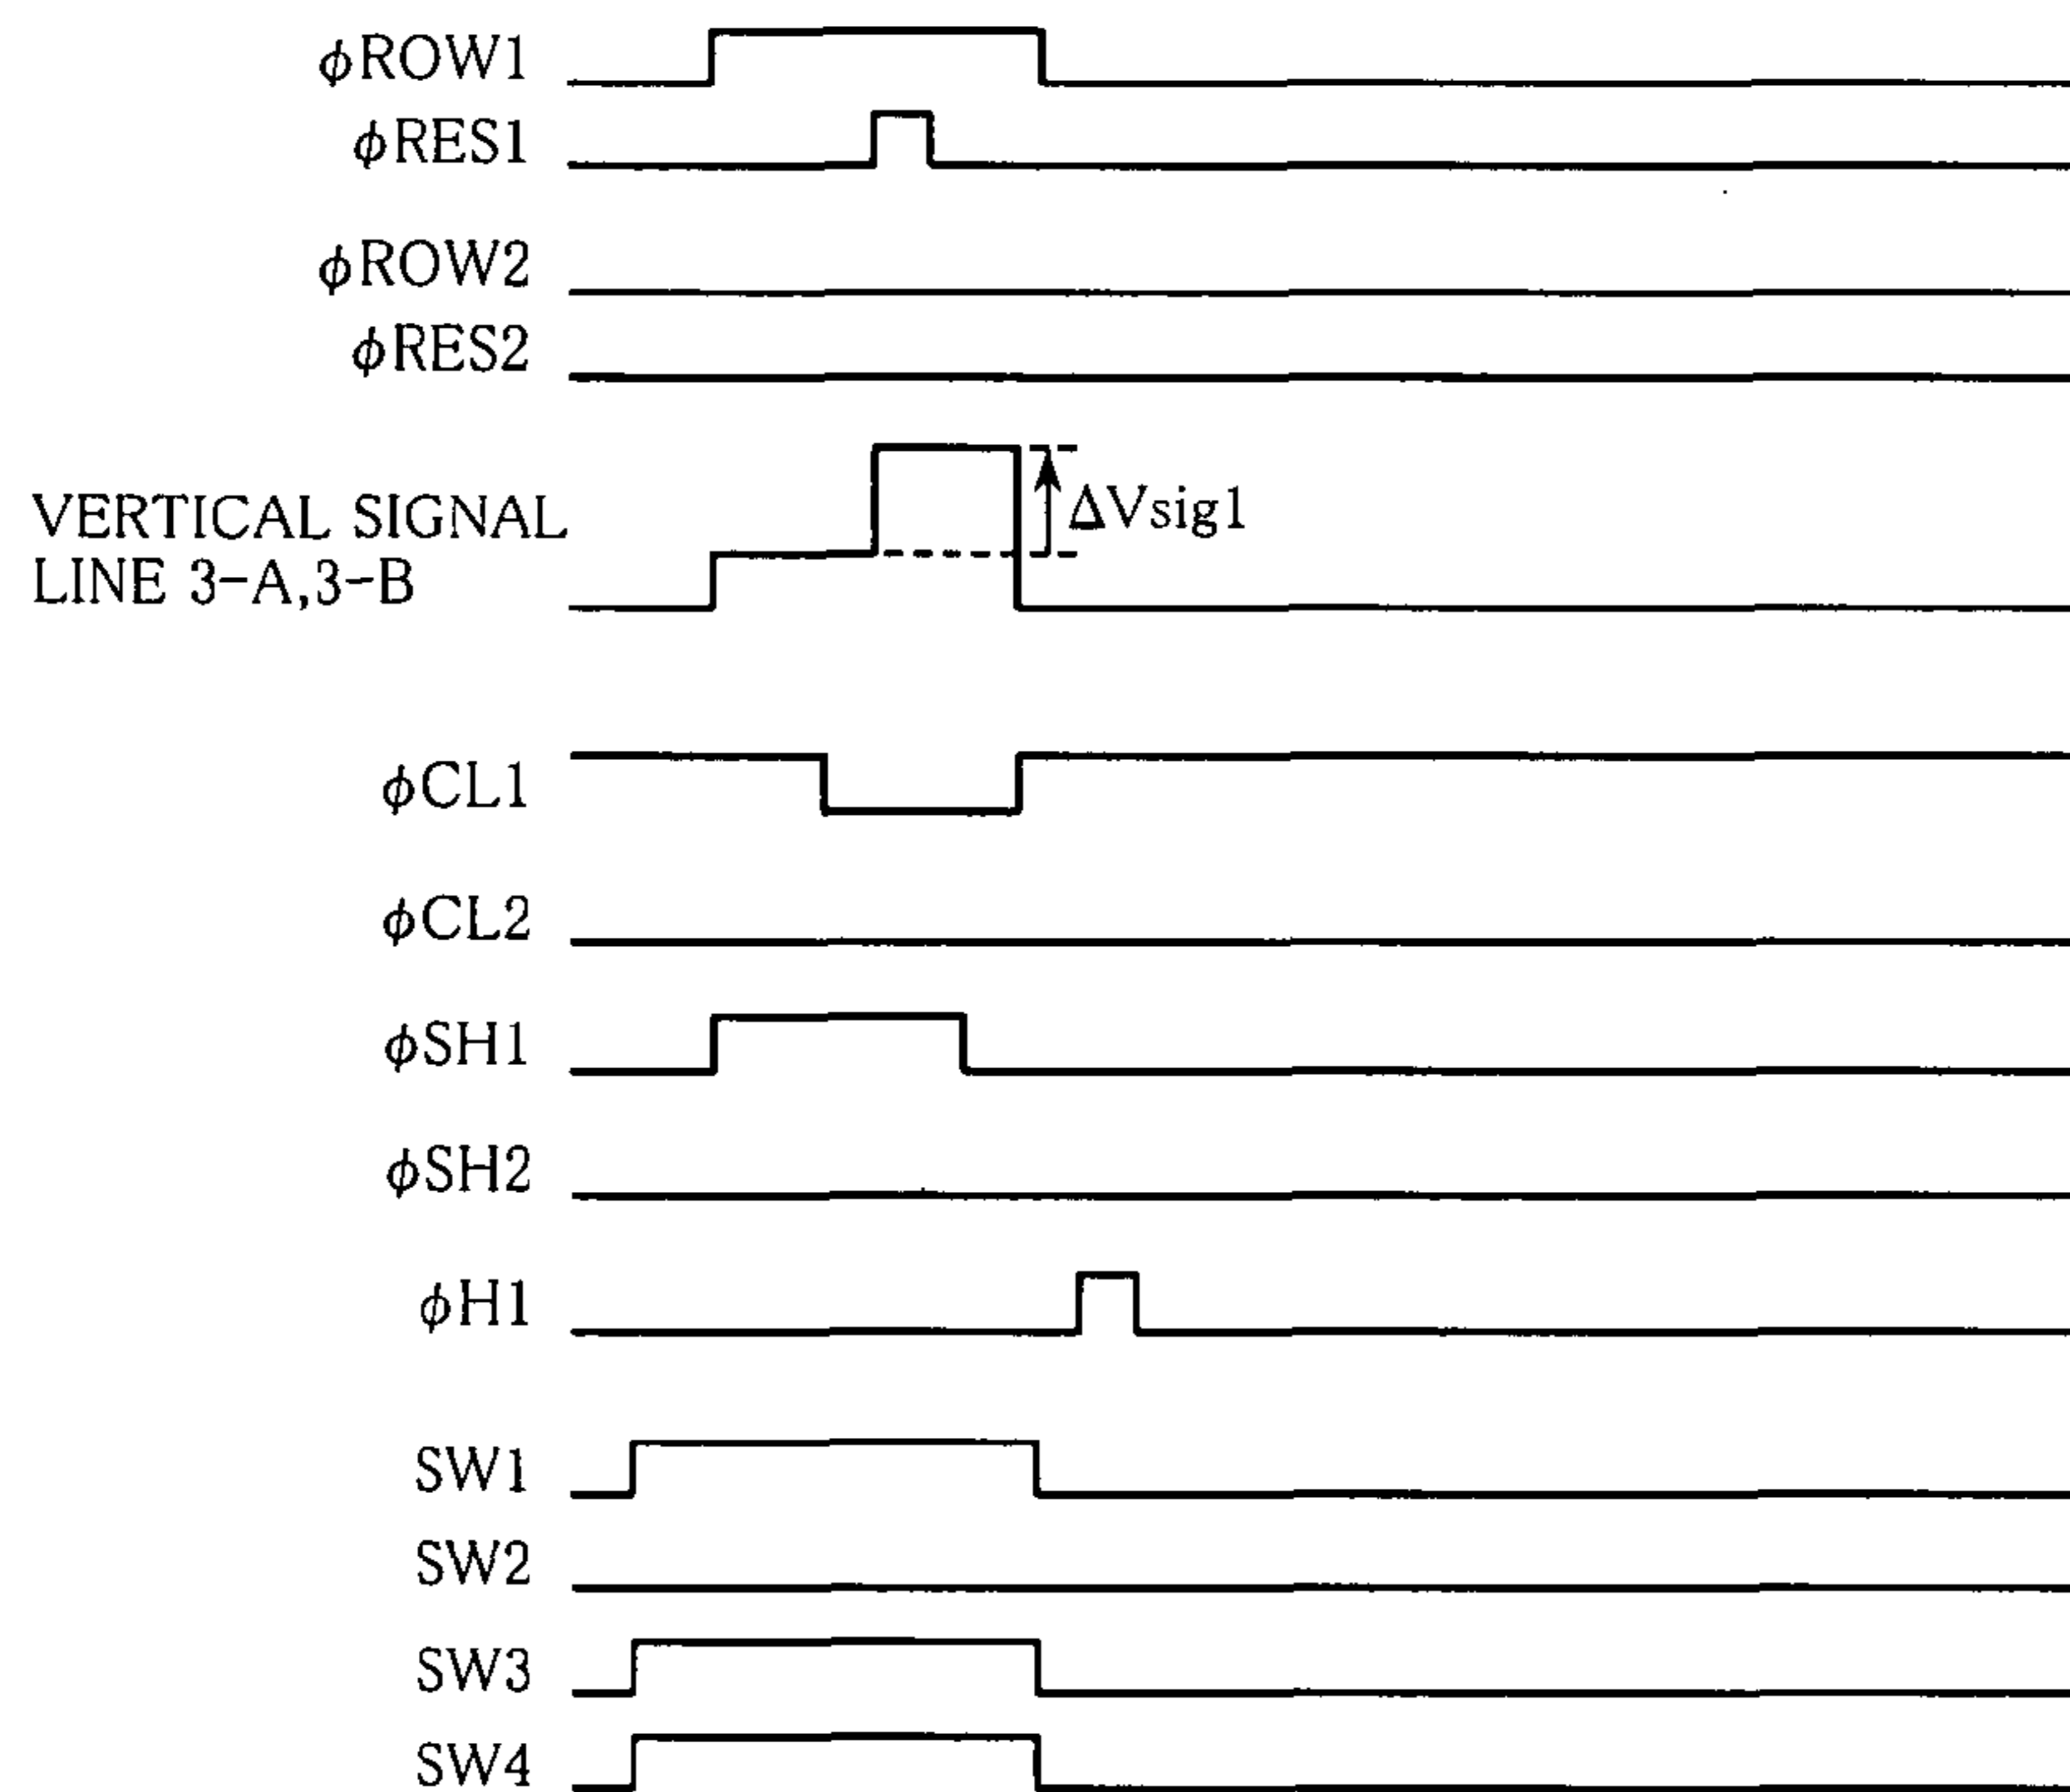 ϕROW1
ϕRES1
ϕROW2
ϕRES2
VERTICAL SIGNAL
LINE 3-A,3-B
ΔVsig1
ϕCL1
ϕCL2
ϕSH1
ϕSH2
ϕH1
SW1
SW2
SW3
SW4